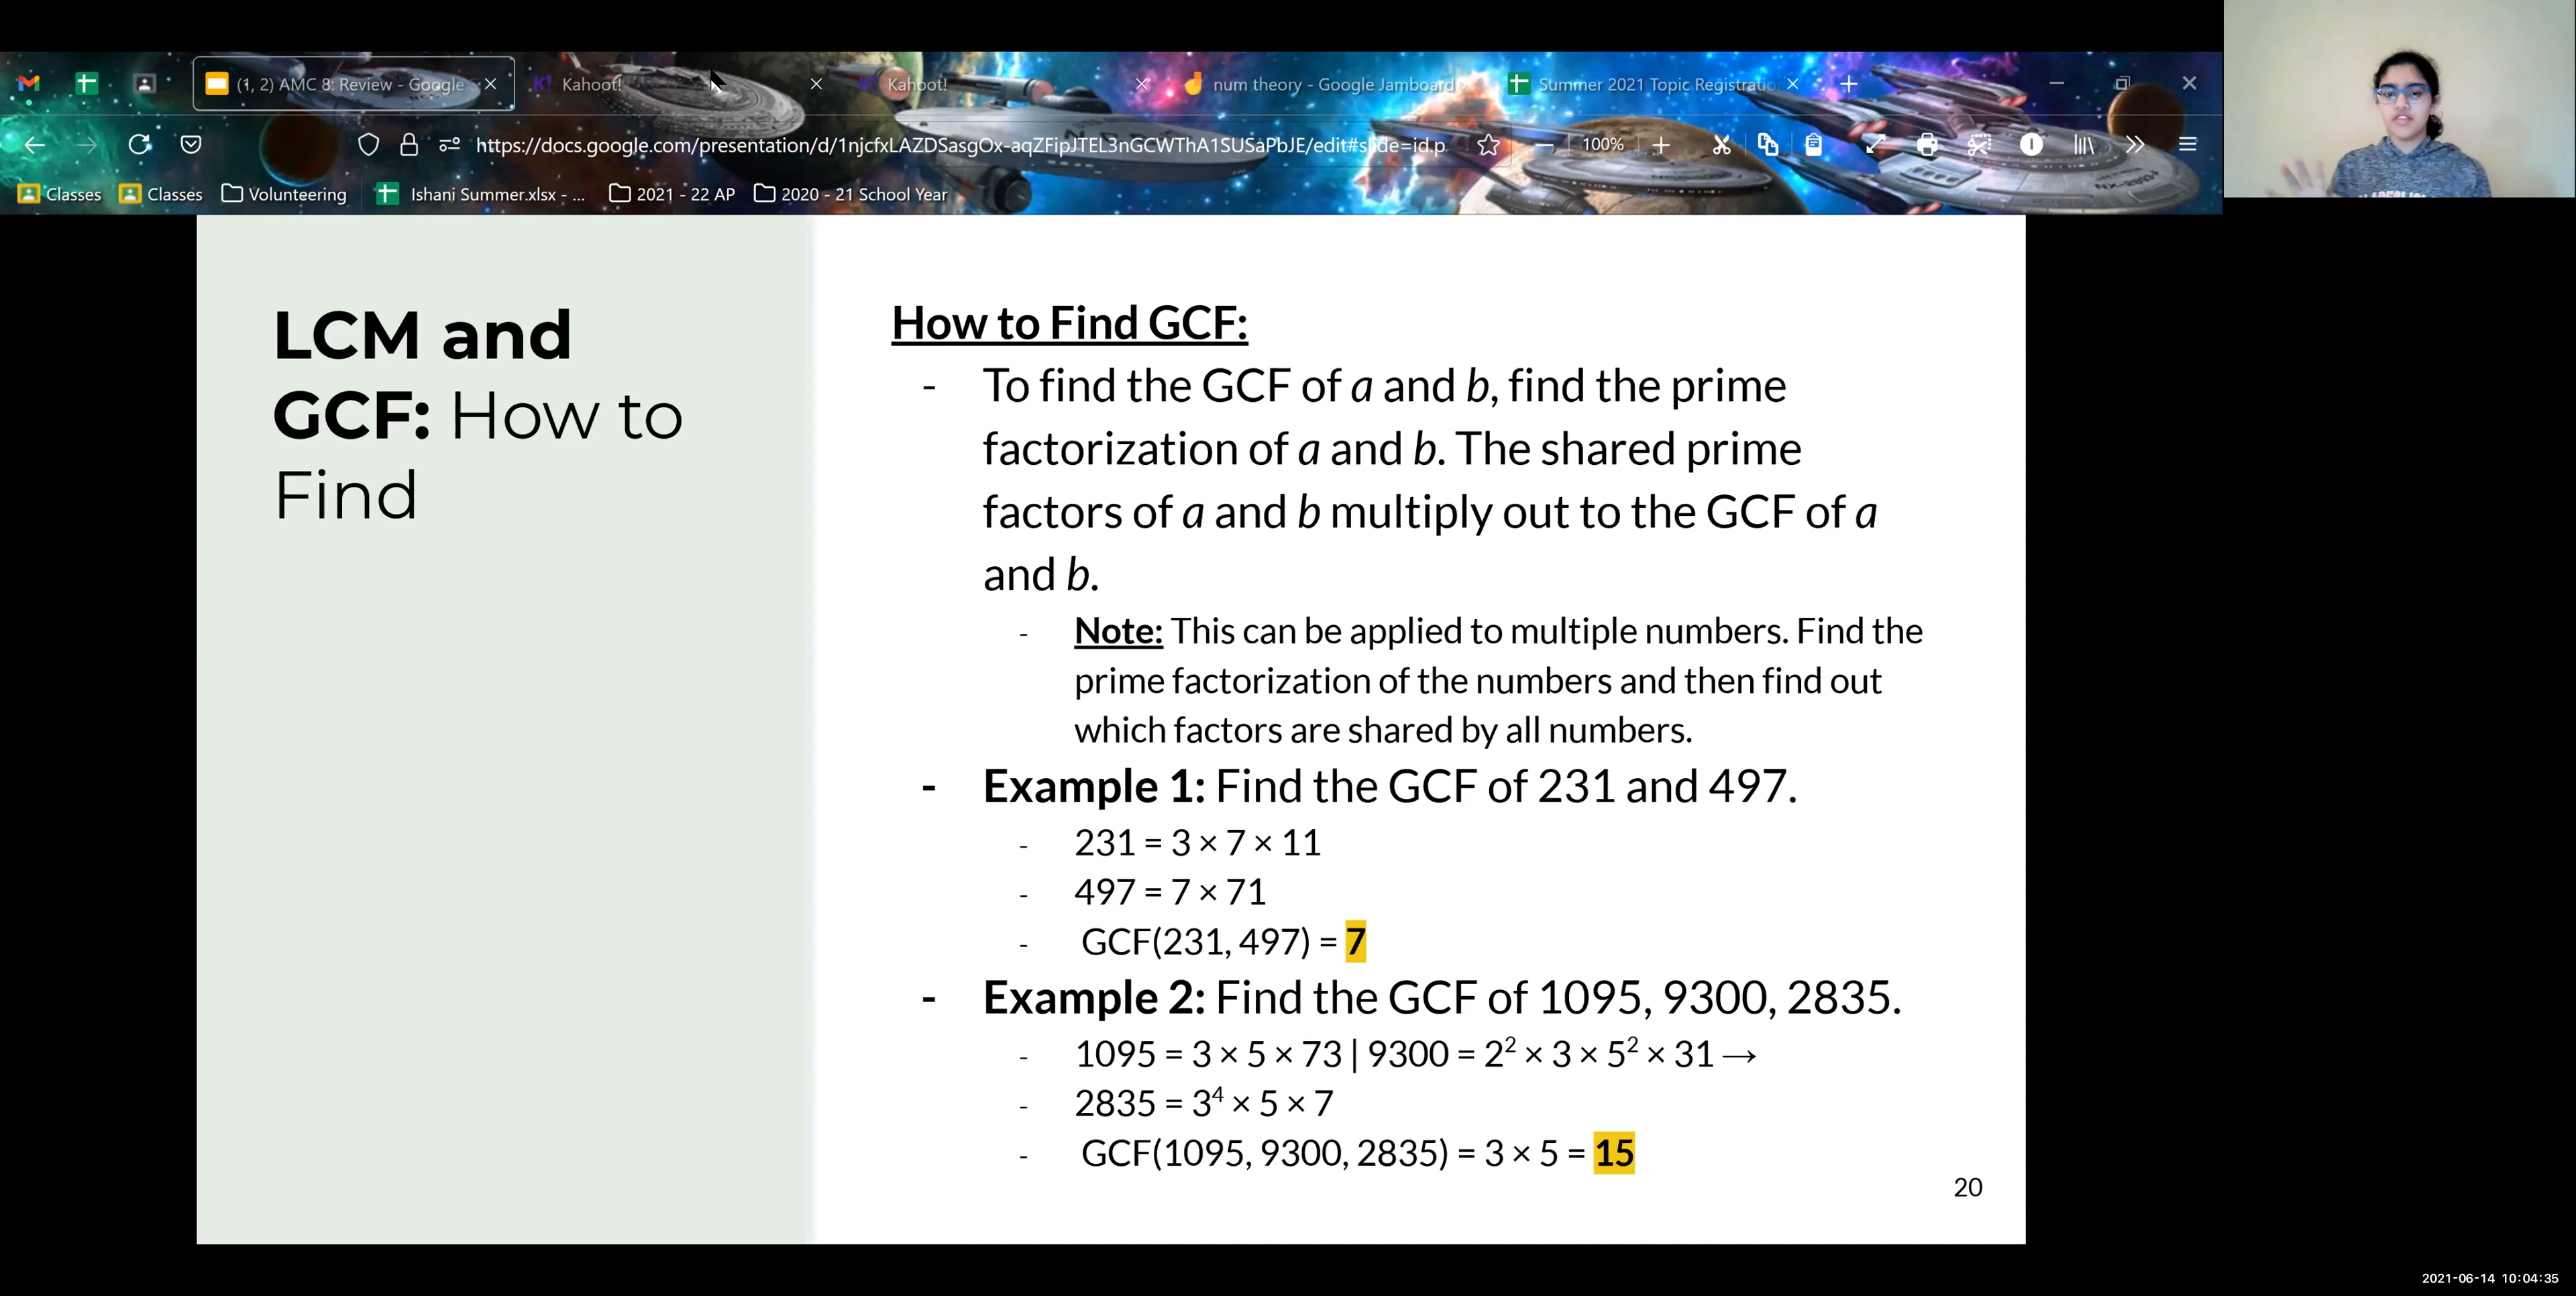 (1, 2) AMC 8: Review - Google
Kahoot!
Kahoot!
num theory - Google Jamboard
Summer 2021 Topic Registratio
https://docs.google.com/presentation/d/1njcfxLAZDSasgOx-aqZFipJTEL3nGCWThA1SUSaPbJE/edit#slide=id.p
100%
Classes
Classes
Volunteering
Ishani Summer.xlsx - ...
2021 - 22 AP
2020 - 21 School Year
LCM and
GCF: How to
Find
How to Find GCF:
- To find the GCF of a and b, find the prime
factorization of a and b. The shared prime
factors of a and b multiply out to the GCF of a
and b.
- Note: This can be applied to multiple numbers. Find the
prime factorization of the numbers and then find out
which factors are shared by all numbers.
- Example 1: Find the GCF of 231 and 497.
- 231 = 3 × 7 × 11
- 497 = 7 × 71
- GCF(231, 497) = 7
- Example 2: Find the GCF of 1095, 9300, 2835.
- 1095 = 3 × 5 × 73 | 9300 = 2² × 3 × 5² × 31 →
- 2835 = 3⁴ × 5 × 7
- GCF(1095, 9300, 2835) = 3 × 5 = 15
20
2021-06-14 10:04:35